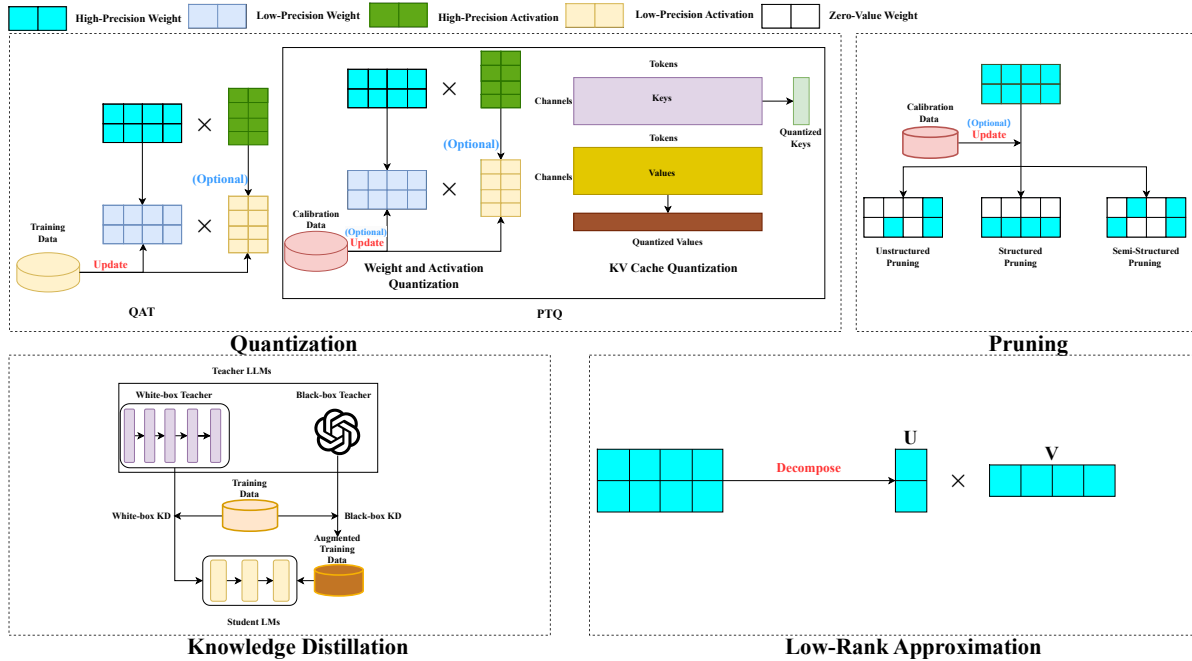 High-Precision Weight
Low-Precision Weight
High-Precision Activation
Low-Precision Activation
Zero-Value Weight
(Optional)
Training
Data
Update
QAT
(Optional)
Calibration
Data
(Optional)
Update
Weight and Activation
Quantization
Tokens
Channels
Keys
Quantized
Keys
Tokens
Channels
Values
Quantized Values
KV Cache Quantization
PTQ
Quantization
Calibration
Data
(Optional)
Update
Unstructured
Pruning
Structured
Pruning
Semi-Structured
Pruning
Pruning
Teacher LLMs
White-box Teacher
Black-box Teacher
Training
Data
White-box KD
Black-box KD
Augmented
Training
Data
Student LMs
Knowledge Distillation
Decompose
U
V
Low-Rank Approximation